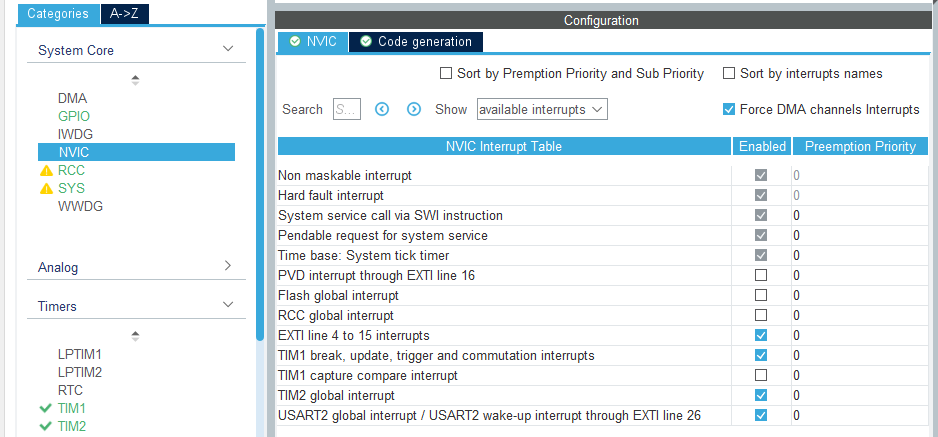 Categories A->Z
System Core
DMA
GPIO
IWDG
NVIC
RCC
SYS
WWDG
Analog
Timers
LPTIM1
LPTIM2
RTC
TIM1
TIM2
Configuration
NVIC Code generation
Sort by Premption Priority and Sub Priority Sort by interrupts names
Search S... Show available interrupts Force DMA channels Interrupts
NVIC Interrupt Table Enabled Preemption Priority
Non maskable interrupt 0
Hard fault interrupt 0
System service call via SWI instruction 0
Pendable request for system service 0
Time base: System tick timer 0
PVD interrupt through EXTI line 16 0
Flash global interrupt 0
RCC global interrupt 0
EXTI line 4 to 15 interrupts 0
TIM1 break, update, trigger and commutation interrupts 0
TIM1 capture compare interrupt 0
TIM2 global interrupt 0
USART2 global interrupt / USART2 wake-up interrupt through EXTI line 26 0